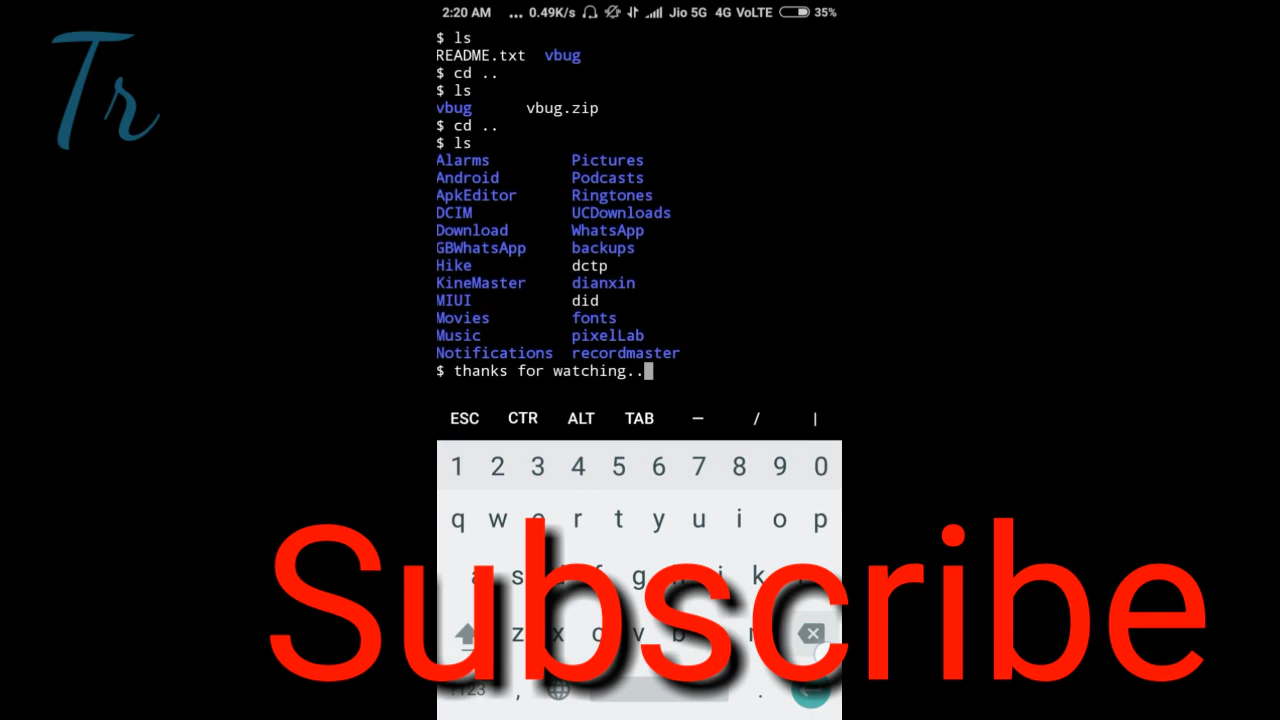 Tr
2:20 AM ... 0.49K/s Jio 5G 4G VoLTE 35%
$ ls
README.txt vbug
$ cd ..
$ ls
vbug vbug.zip
$ cd ..
$ ls
Alarms Pictures
Android Podcasts
ApkEditor Ringtones
DCIM UCDownloads
Download WhatsApp
GBWhatsApp backups
Hike dctp
KineMaster dianxin
MIUI did
Movies fonts
Music pixelLab
Notifications recordmaster
$ thanks for watching..
ESC CTR ALT TAB — / |
1 2 3 4 5 6 7 8 9 0
q w e r t y u i o p
a s f g j k
z x c v b
?123 , .
Subscribe